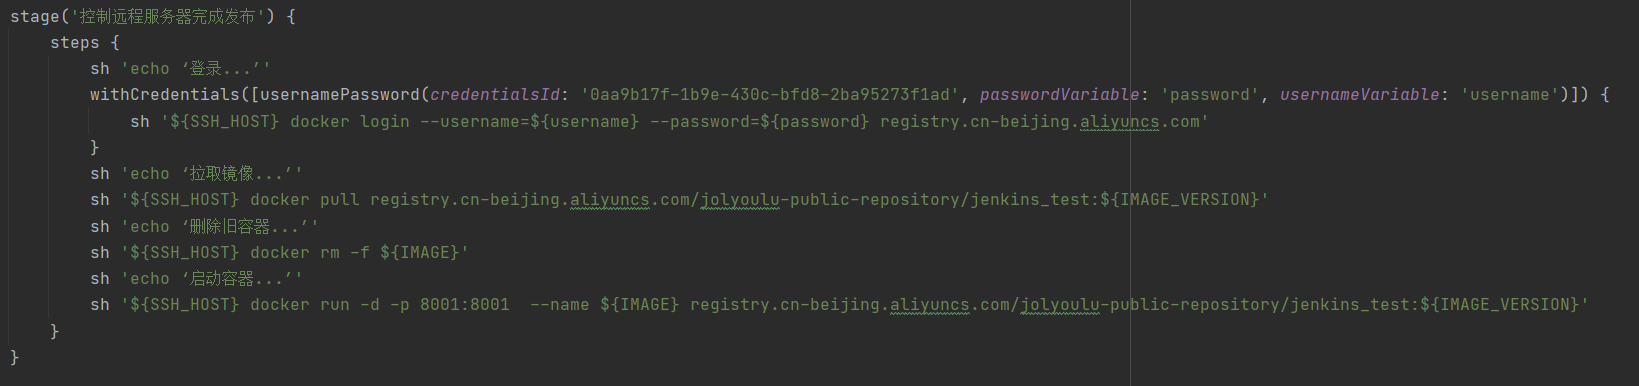 stage('控制远程服务器完成发布') {
    steps {
        sh 'echo ‘登录...’'
        withCredentials([usernamePassword(credentialsId: '0aa9b17f-1b9e-430c-bfd8-2ba95273f1ad', passwordVariable: 'password', usernameVariable: 'username')]) {
            sh '${SSH_HOST} docker login --username=${username} --password=${password} registry.cn-beijing.aliyuncs.com'
        }
        sh 'echo ‘拉取镜像...’'
        sh '${SSH_HOST} docker pull registry.cn-beijing.aliyuncs.com/jolyoulu-public-repository/jenkins_test:${IMAGE_VERSION}'
        sh 'echo ‘删除旧容器...’'
        sh '${SSH_HOST} docker rm -f ${IMAGE}'
        sh 'echo ‘启动容器...’'
        sh '${SSH_HOST} docker run -d -p 8001:8001  --name ${IMAGE} registry.cn-beijing.aliyuncs.com/jolyoulu-public-repository/jenkins_test:${IMAGE_VERSION}'
    }
}